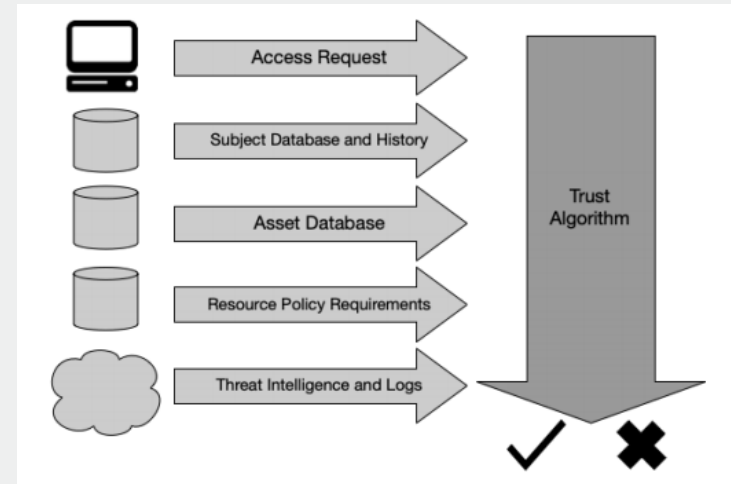 Access Request
Subject Database and History
Asset Database
Resource Policy Requirements
Threat Intelligence and Logs
Trust
Algorithm